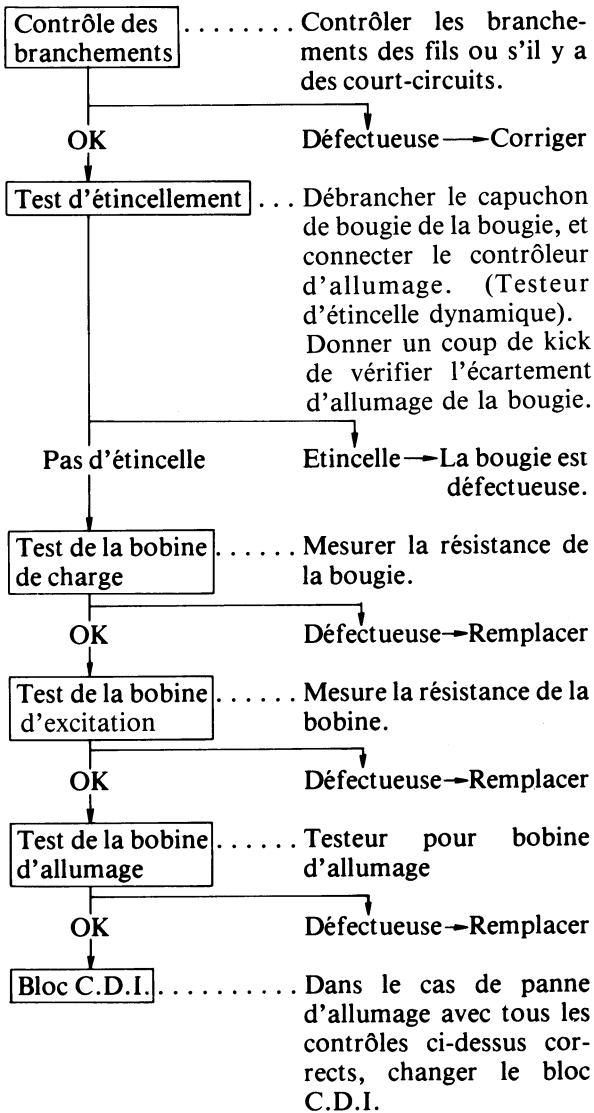 Contrôle des ........ Contrôler les branche-
branchements ments des fils ou s'il y a
des court-circuits.
OK Défectueuse → Corriger
Test d'étincellement ... Débrancher le capuchon
de bougie de la bougie, et
connecter le contrôleur
d'allumage. (Testeur
d'étincelle dynamique).
Donner un coup de kick
de vérifier l'écartement
d'allumage de la bougie.
Pas d'étincelle Etincelle → La bougie est
défectueuse.
Test de la bobine ...... Mesurer la résistance de
de charge la bougie.
OK Défectueuse → Remplacer
Test de la bobine ...... Mesure la résistance de la
d'excitation bobine.
OK Défectueuse → Remplacer
Test de la bobine ...... Testeur pour bobine
d'allumage d'allumage
OK Défectueuse → Remplacer
Bloc C.D.I. .......... Dans le cas de panne
d'allumage avec tous les
contrôles ci-dessus cor-
rects, changer le bloc
C.D.I.